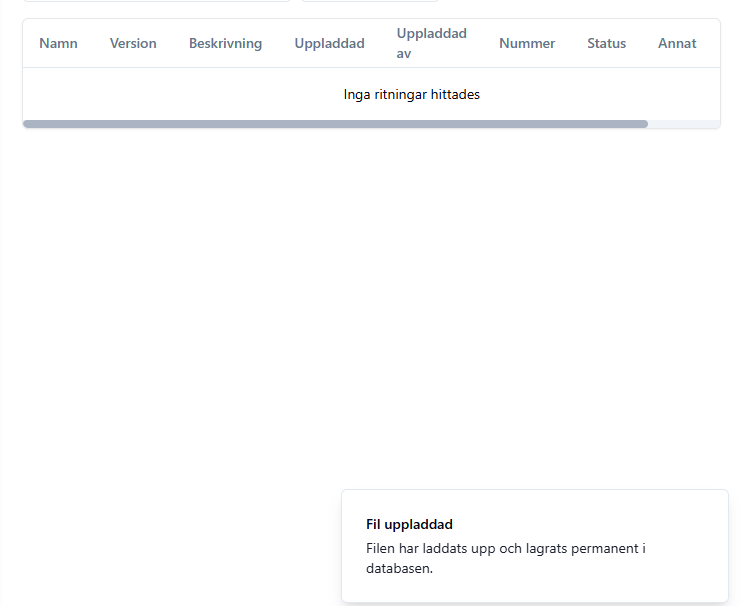 Namn Version Beskrivning Uppladdad Uppladdad av Nummer Status Annat
Inga ritningar hittades
Fil uppladdad
Filen har laddats upp och lagrats permanent i
databasen.